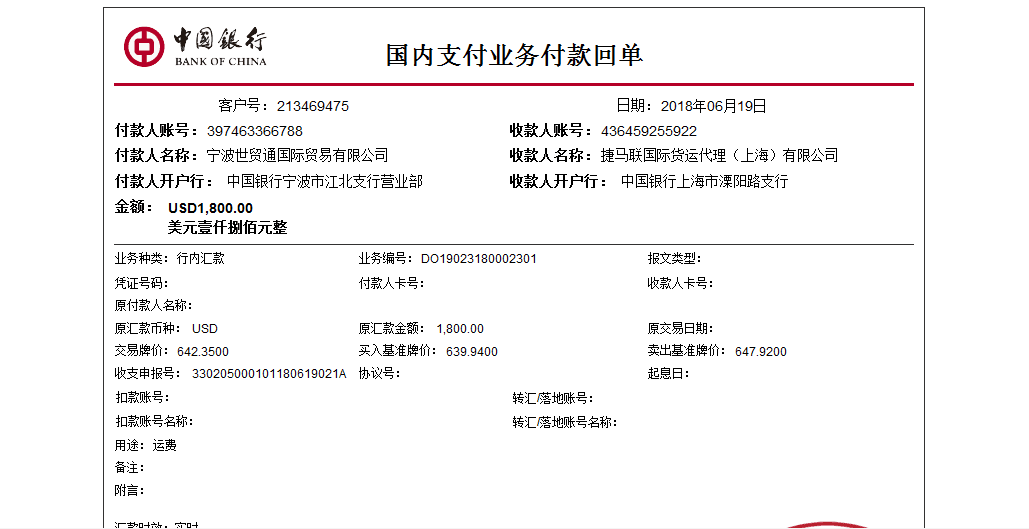 中国银行
BANK OF CHINA
国内支付业务付款回单
客户号：213469475 日期：2018年06月19日
付款人账号：397463366788 收款人账号：436459255922
付款人名称：宁波世贸通国际贸易有限公司 收款人名称：捷马联国际货运代理（上海）有限公司
付款人开户行：中国银行宁波市江北支行营业部 收款人开户行：中国银行上海市溧阳路支行
金额：USD1,800.00
美元壹仟捌佰元整
业务种类：行内汇款 业务编号：DO19023180002301 报文类型：
凭证号码： 付款人卡号： 收款人卡号：
原付款人名称：
原汇款币种：USD 原汇款金额：1,800.00 原交易日期：
交易牌价：642.3500 买入基准牌价：639.9400 卖出基准牌价：647.9200
收支申报号：330205000101180619021A 协议号： 起息日：
扣款账号： 转汇/落地账号：
扣款账号名称： 转汇/落地账号名称：
用途：运费
备注：
附言：
汇款时效：实时